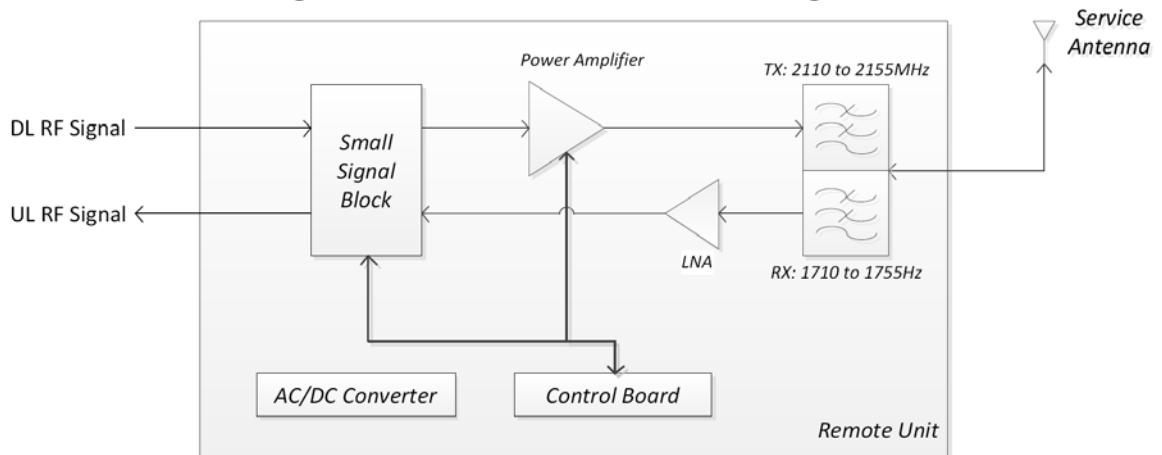 Service
Antenna
Power Amplifier
TX: 2110 to 2155MHz
DL RF Signal
Small
Signal
Block
UL RF Signal
LNA
RX: 1710 to 1755Hz
AC/DC Converter
Control Board
Remote Unit